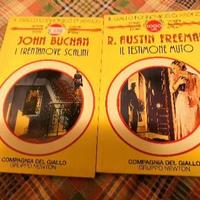 JOHN BUCHAN
I TRENTANOVE SCALINI
COMPAGNIA DEL GIALLO
GRUPPO NEWTON
R. AUSTIN FREEMAN
IL TESTIMONE MUTO
COMPAGNIA DEL GIALLO
GRUPPO NEWTON